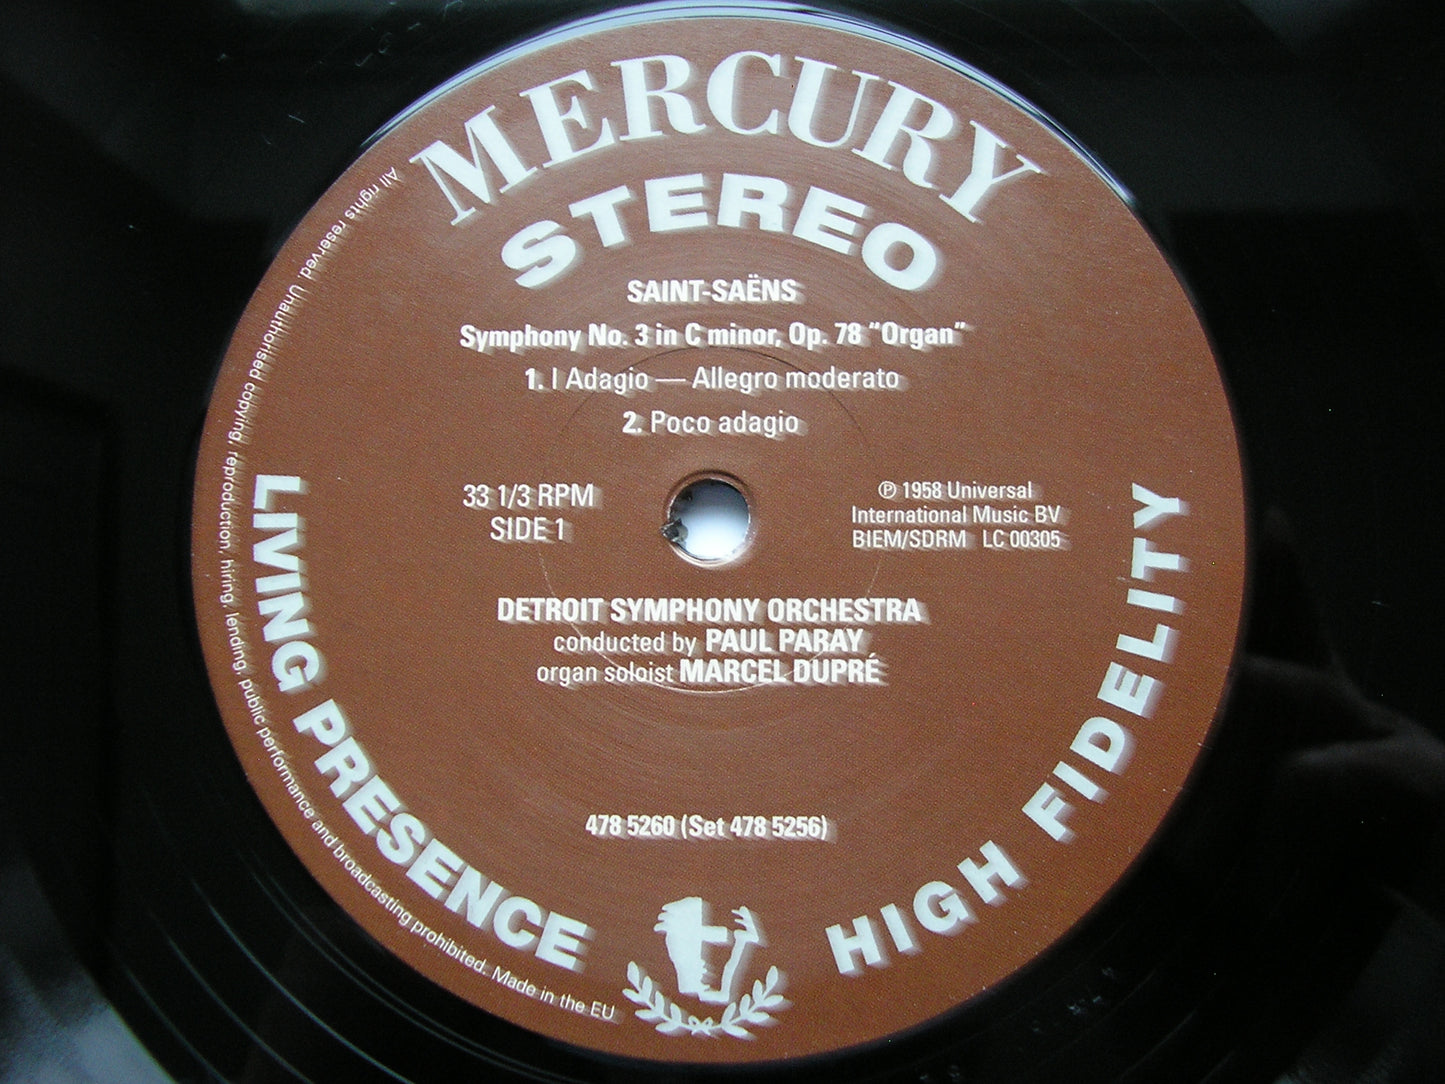 MERCURY
STEREO
SAINT-SAËNS
Symphony No. 3 in C minor, Op. 78 "Organ"
1. I Adagio — Allegro moderato
2. Poco adagio
33 1/3 RPM
SIDE 1
℗ 1958 Universal
International Music BV
BIEM/SDRM LC 00305
DETROIT SYMPHONY ORCHESTRA
conducted by PAUL PARAY
organ soloist MARCEL DUPRÉ
478 5260 (Set 478 5256)
LIVING PRESENCE
HIGH FIDELITY
All rights reserved. Unauthorised copying, reproduction, hiring, lending, public performance and broadcasting prohibited. Made in the EU